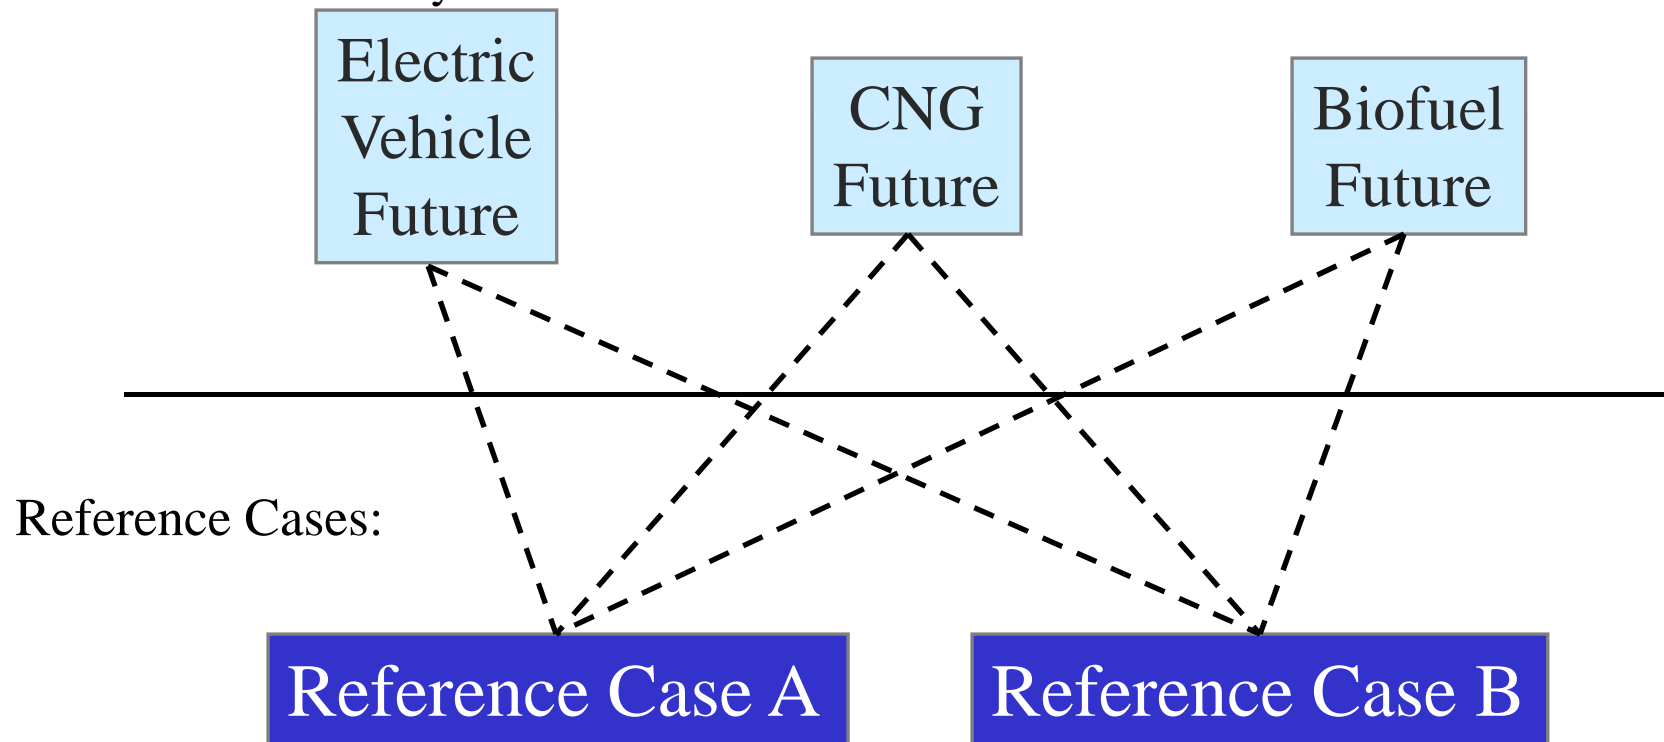 Electric
Vehicle
Future
CNG
Future
Biofuel
Future
Reference Cases:
Reference Case A
Reference Case B